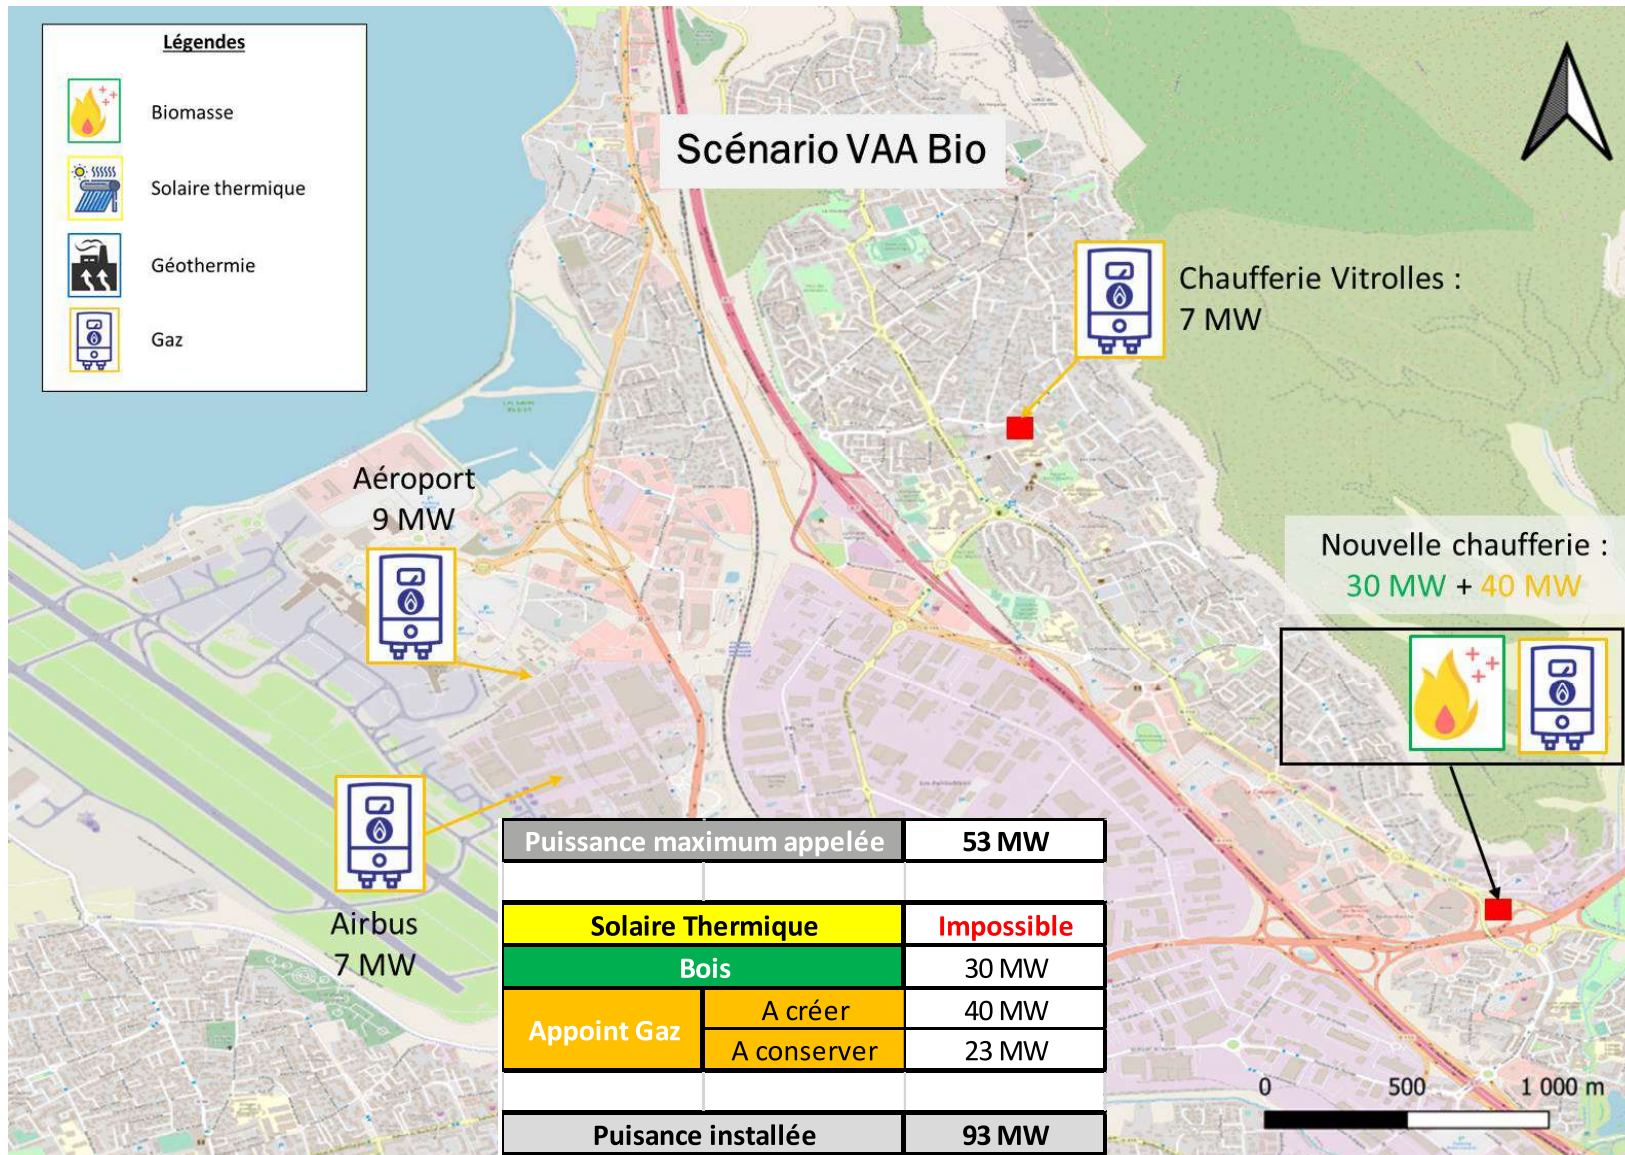 Légendes
Biomasse
Solaire thermique
Géothermie
Gaz
Scénario VAA Bio
Chaufferie Vitrolles :
7 MW
Aéroport
9 MW
Nouvelle chaufferie :
30 MW + 40 MW
Airbus
7 MW
Puissance maximum appelée 53 MW
Solaire Thermique Impossible
Bois 30 MW
Appoint Gaz
A créer 40 MW
A conserver 23 MW
Puisance installée 93 MW
0 500 1 000 m